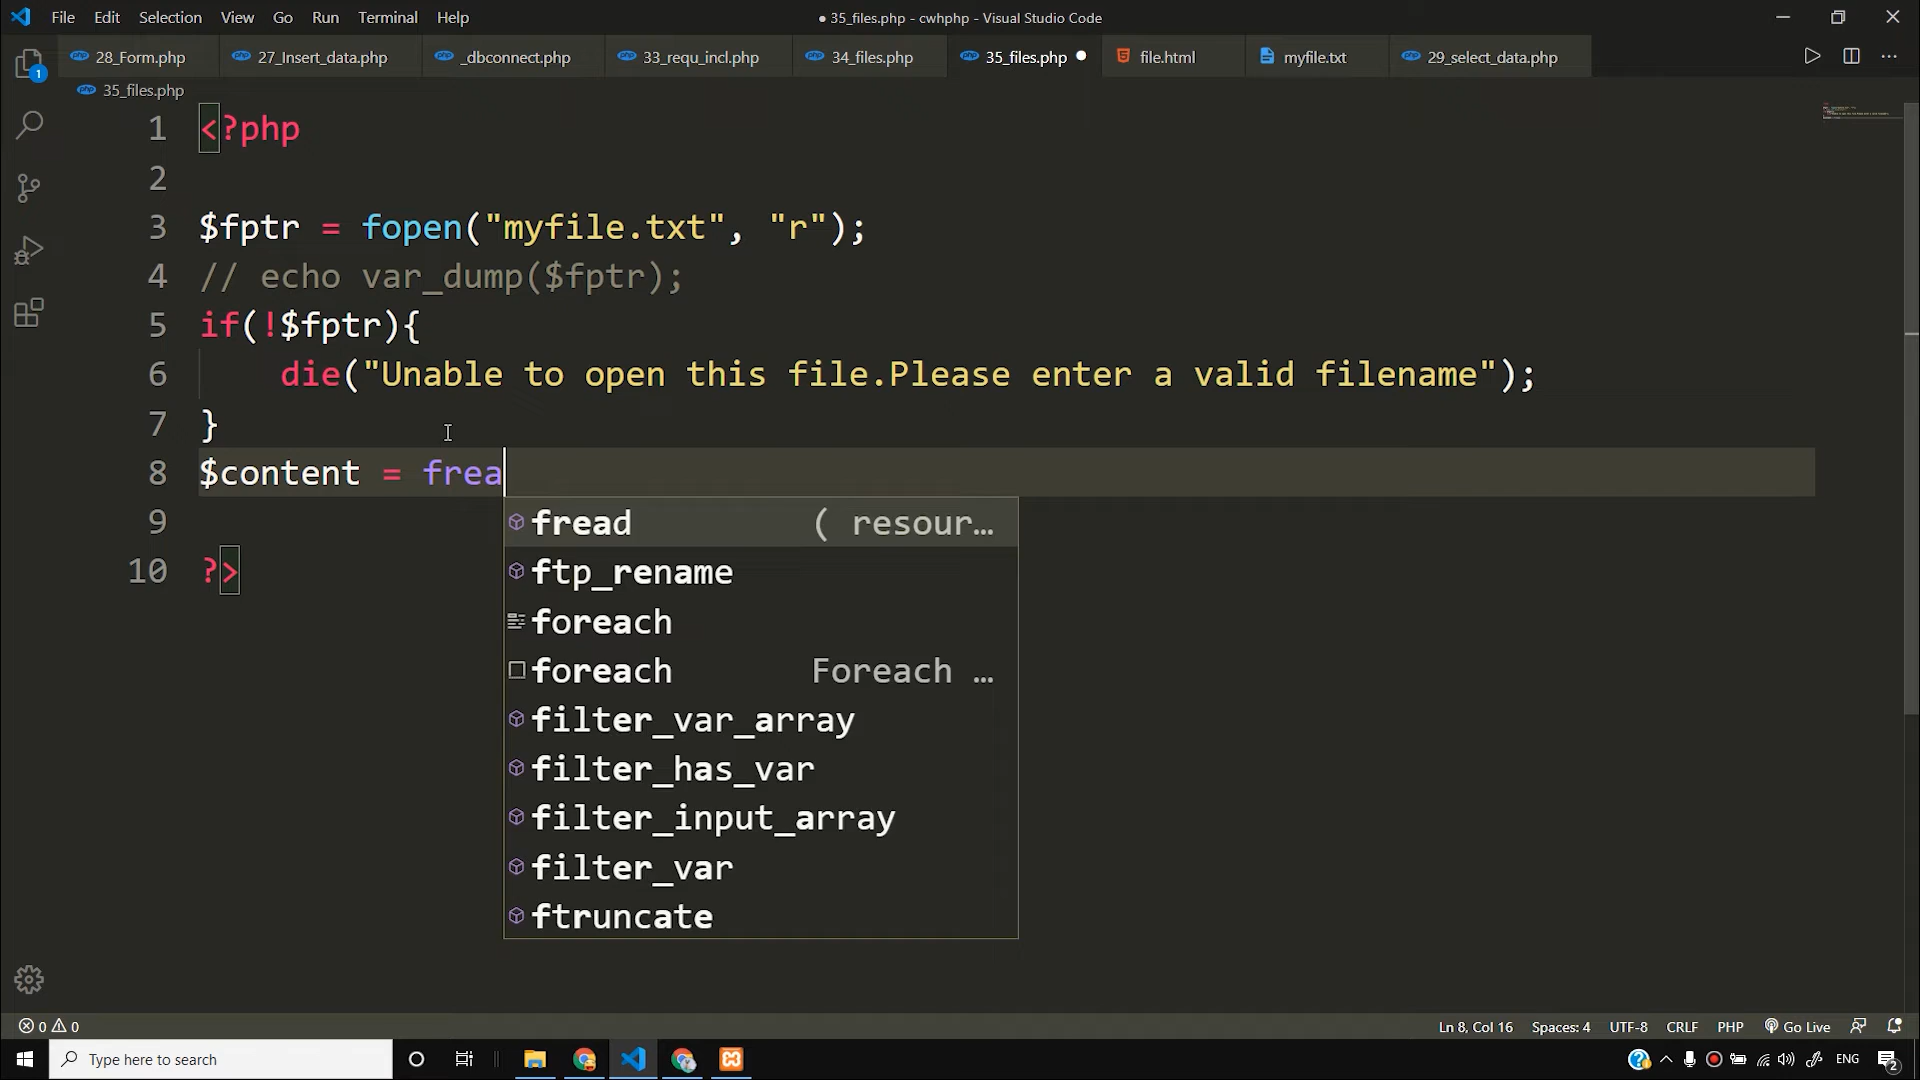 File Edit Selection View Go Run Terminal Help
● 35_files.php - cwhphp - Visual Studio Code
28_Form.php 27_Insert_data.php _dbconnect.php 33_requ_incl.php 34_files.php 35_files.php file.html myfile.txt 29_select_data.php
35_files.php
1 <?php
2
3 $fptr = fopen("myfile.txt", "r");
4 // echo var_dump($fptr);
5 if(!$fptr){
6 die("Unable to open this file.Please enter a valid filename");
7 }
8 $content = frea
9
10 ?>
fread ( resour…
ftp_rename
foreach
foreach Foreach …
filter_var_array
filter_has_var
filter_input_array
filter_var
ftruncate
1
0 0 Ln 8, Col 16 Spaces: 4 UTF-8 CRLF PHP Go Live
Type here to search
ENG
2